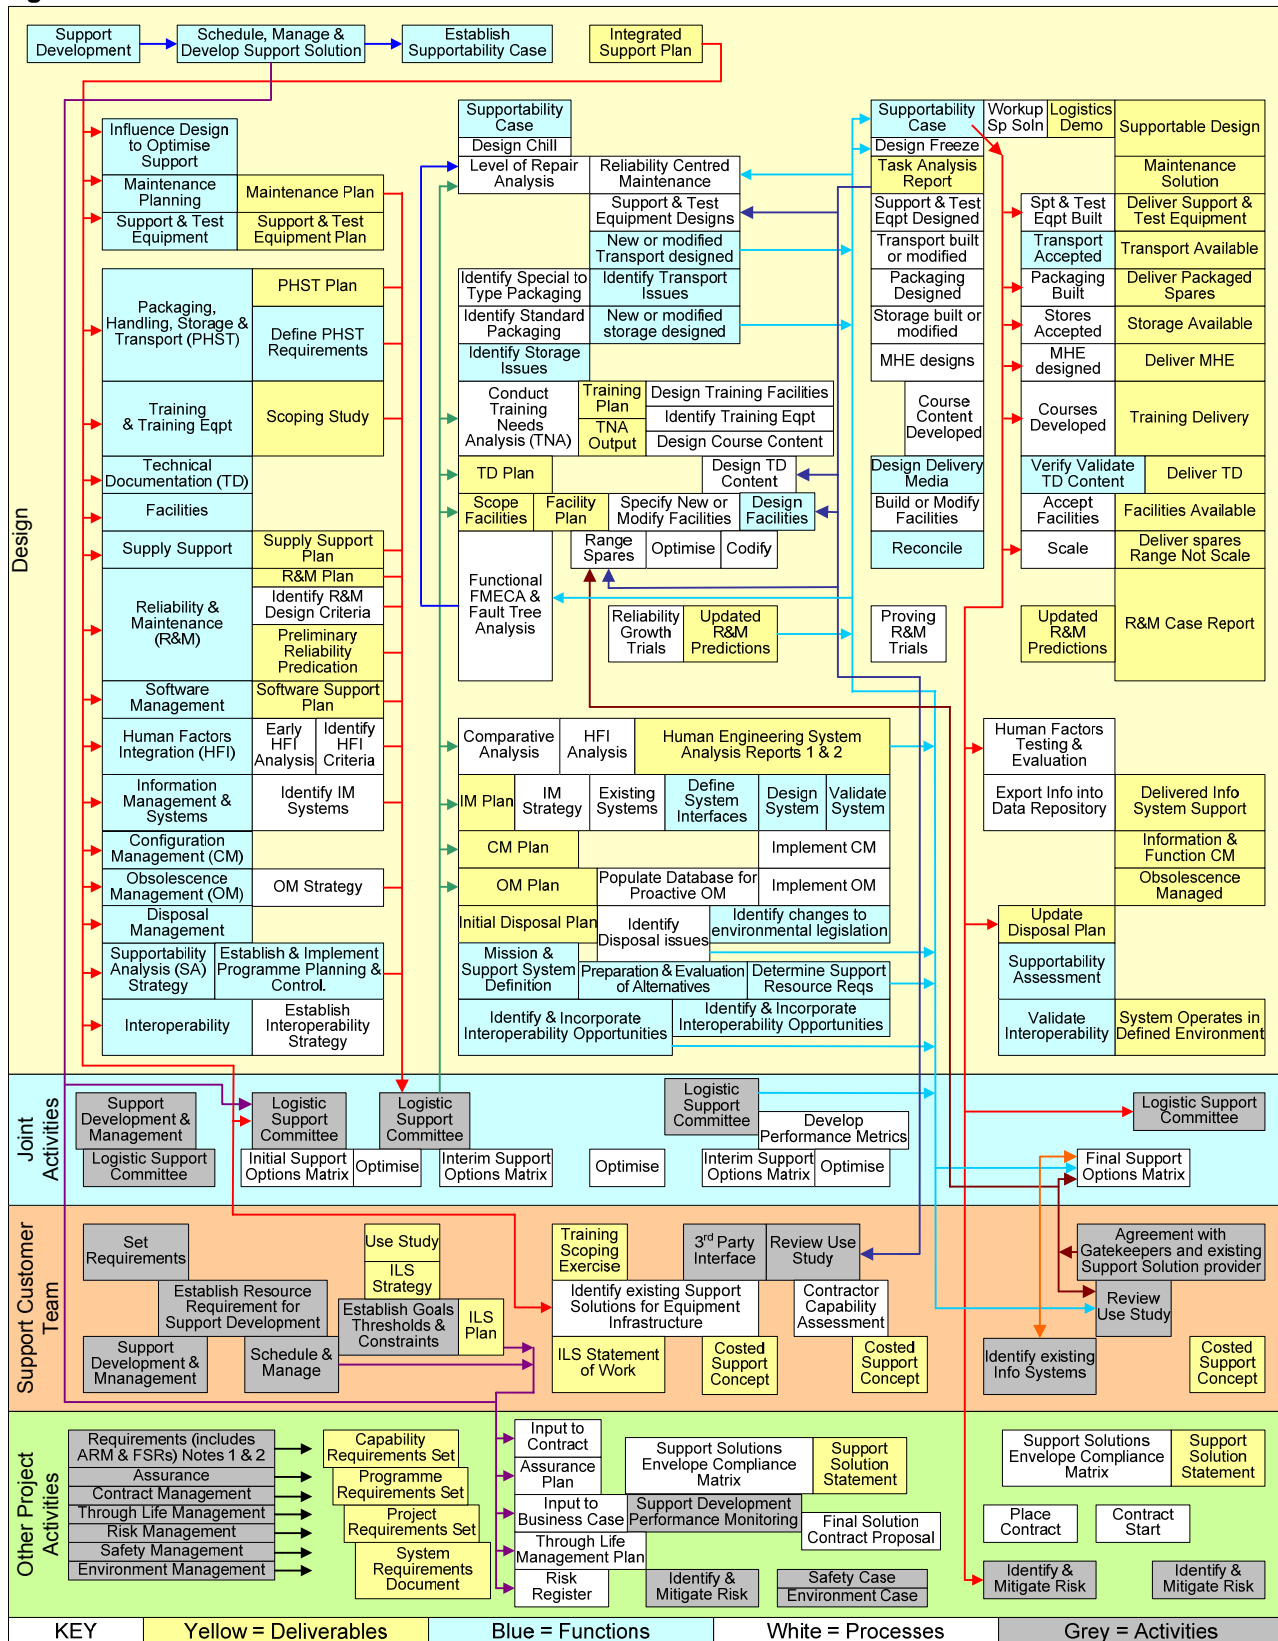 Support
Development
Schedule, Manage &
Develop Support Solution
Establish
Supportability Case
Integrated
Support Plan
Design
Influence Design
to Optimise
Support
Maintenance
Planning
Maintenance Plan
Support & Test
Equipment
Support & Test
Equipment Plan
Packaging,
Handling, Storage &
Transport (PHST)
PHST Plan
Define PHST
Requirements
Training
& Training Eqpt
Scoping Study
Technical
Documentation (TD)
Facilities
Supply Support
Supply Support
Plan
Reliability &
Maintenance
(R&M)
R&M Plan
Identify R&M
Design Criteria
Preliminary
Reliability
Predication
Software
Management
Software Support
Plan
Human Factors
Integration (HFI)
Early
HFI
Analysis
Identify
HFI
Criteria
Information
Management &
Systems
Identify IM
Systems
Configuration
Management (CM)
Obsolescence
Management (OM)
OM Strategy
Disposal
Management
Supportability
Analysis (SA)
Strategy
Establish & Implement
Programme Planning &
Control.
Interoperability
Establish
Interoperability
Strategy
Supportability
Case
Design Chill
Level of Repair
Analysis
Reliability Centred
Maintenance
Support & Test
Equipment Designs
New or modified
Transport designed
Identify Special to
Type Packaging
Identify Transport
Issues
Identify Standard
Packaging
New or modified
storage designed
Identify Storage
Issues
Conduct
Training
Needs
Analysis (TNA)
Training
Plan
TNA
Output
Design Training Facilities
Identify Training Eqpt
Design Course Content
TD Plan
Design TD
Content
Scope
Facilities
Facility
Plan
Specify New or
Modify Facilities
Design
Facilities
Functional
FMECA &
Fault Tree
Analysis
Range
Spares
Optimise
Codify
Reliability
Growth
Trials
Updated
R&M
Predictions
Comparative
Analysis
HFI
Analysis
Human Engineering System
Analysis Reports 1 & 2
IM Plan
IM
Strategy
Existing
Systems
Define
System
Interfaces
Design
System
Validate
System
CM Plan
Implement CM
OM Plan
Populate Database for
Proactive OM
Implement OM
Initial Disposal Plan
Identify
Disposal issues
Identify changes to
environmental legislation
Mission &
Support System
Definition
Preparation & Evaluation
of Alternatives
Determine Support
Resource Reqs
Identify & Incorporate
Interoperability Opportunities
Identify & Incorporate
Interoperability Opportunities
Supportability
Case
Workup
Sp Soln
Logistics
Demo
Supportable Design
Design Freeze
Task Analysis
Report
Maintenance
Solution
Support & Test
Eqpt Designed
Spt & Test
Eqpt Built
Deliver Support &
Test Equipment
Transport built
or modified
Transport
Accepted
Transport Available
Packaging
Designed
Packaging
Built
Deliver Packaged
Spares
Storage built or
modified
Stores
Accepted
Storage Available
MHE designs
MHE
designed
Deliver MHE
Course
Content
Developed
Courses
Developed
Training Delivery
Design Delivery
Media
Verify Validate
TD Content
Deliver TD
Build or Modify
Facilities
Accept
Facilities
Facilities Available
Reconcile
Scale
Deliver spares
Range Not Scale
Proving
R&M
Trials
Updated
R&M
Predictions
R&M Case Report
Human Factors
Testing &
Evaluation
Export Info into
Data Repository
Delivered Info
System Support
Information &
Function CM
Obsolescence
Managed
Update
Disposal Plan
Supportability
Assessment
Validate
Interoperability
System Operates in
Defined Environment
Joint
Activities
Support
Development &
Management
Logistic Support
Committee
Logistic
Support
Committee
Initial Support
Options Matrix
Optimise
Logistic
Support
Committee
Interim Support
Options Matrix
Optimise
Logistic
Support
Committee
Develop
Performance Metrics
Interim Support
Options Matrix
Optimise
Logistic Support
Committee
Final Support
Options Matrix
Support Customer
Team
Set
Requirements
Establish Resource
Requirement for
Support Development
Support
Development &
Mnanagement
Schedule &
Manage
Use Study
ILS
Strategy
Establish Goals
Thresholds &
Constraints
ILS
Plan
Training
Scoping
Exercise
3rd Party
Interface
Review Use
Study
Identify existing Support
Solutions for Equipment
Infrastructure
Contractor
Capability
Assessment
ILS Statement
of Work
Costed
Support
Concept
Costed
Support
Concept
Agreement with
Gatekeepers and existing
Support Solution provider
Review
Use Study
Identify existing
Info Systems
Costed
Support
Concept
Other Project
Activities
Requirements (includes
ARM & FSRs) Notes 1 & 2
Assurance
Contract Management
Through Life Management
Risk Management
Safety Management
Environment Management
Capability
Requirements Set
Programme
Requirements Set
Project
Requirements Set
System
Requirements
Document
Input to
Contract
Assurance
Plan
Input to
Business Case
Through Life
Management Plan
Risk
Register
Support Solutions
Envelope Compliance
Matrix
Support
Solution
Statement
Support Development
Performance Monitoring
Final Solution
Contract Proposal
Identify &
Mitigate Risk
Safety Case
Environment Case
Support Solutions
Envelope Compliance
Matrix
Support
Solution
Statement
Place
Contract
Contract
Start
Identify &
Mitigate Risk
Identify &
Mitigate Risk
KEY
Yellow = Deliverables
Blue = Functions
White = Processes
Grey = Activities